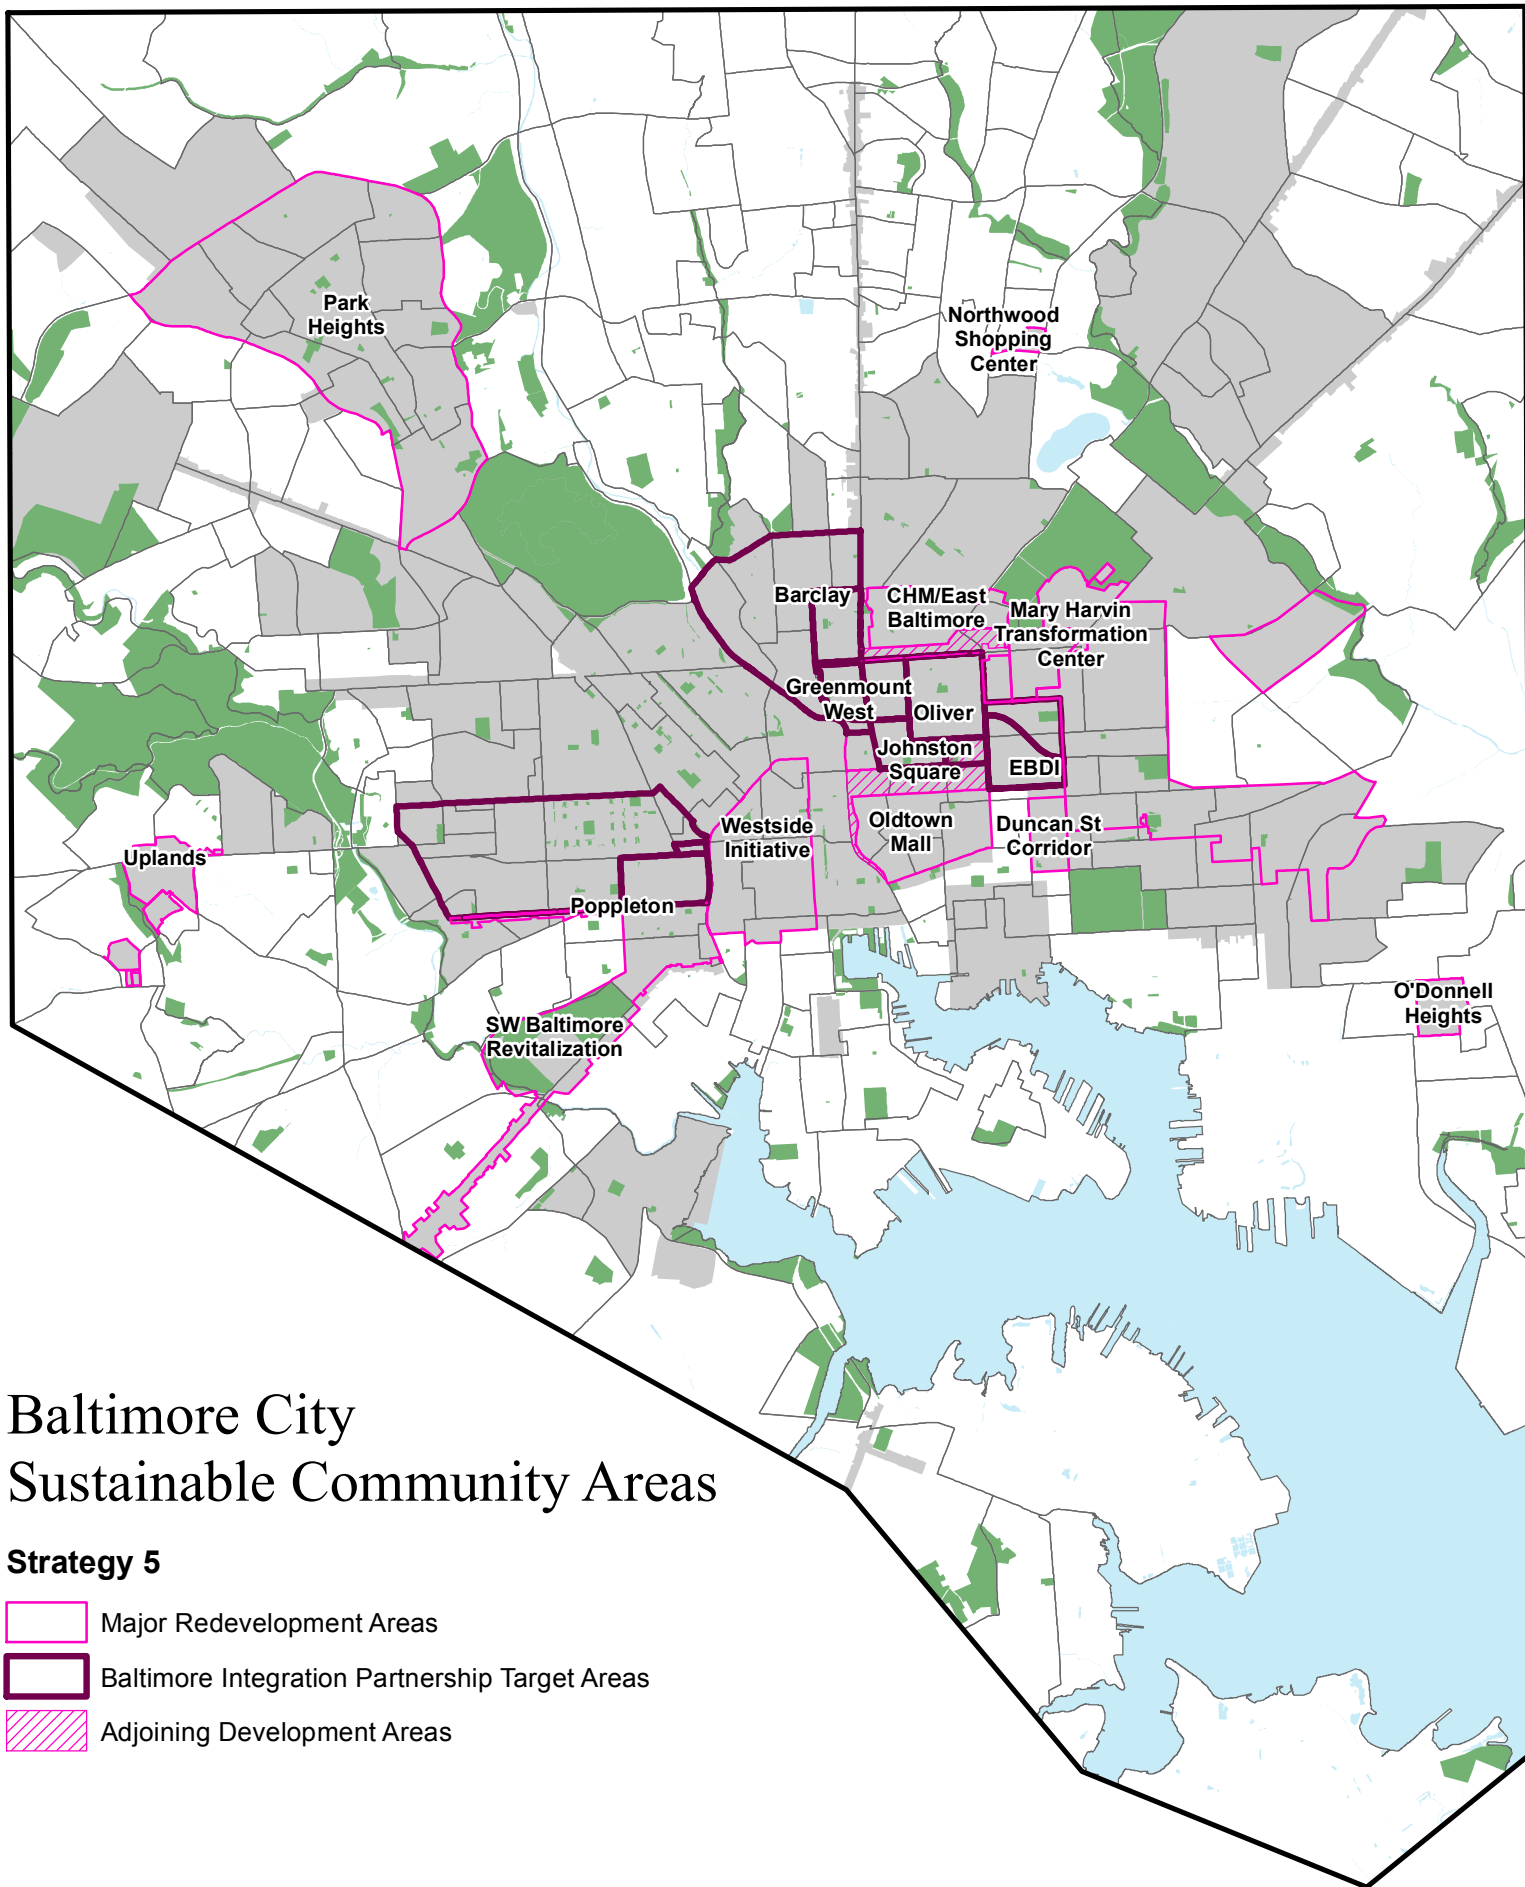 Park
Heights
Northwood
Shopping
Center
Barclay
CHM/East
Baltimore
Mary Harvin
Transformation
Center
Greenmount
West
Oliver
Johnston
Square
EBDI
Westside
Initiative
Oldtown
Mall
Duncan St
Corridor
Uplands
Poppleton
SW Baltimore
Revitalization
O'Donnell
Heights
Baltimore City
Sustainable Community Areas
Strategy 5
Major Redevelopment Areas
Baltimore Integration Partnership Target Areas
Adjoining Development Areas